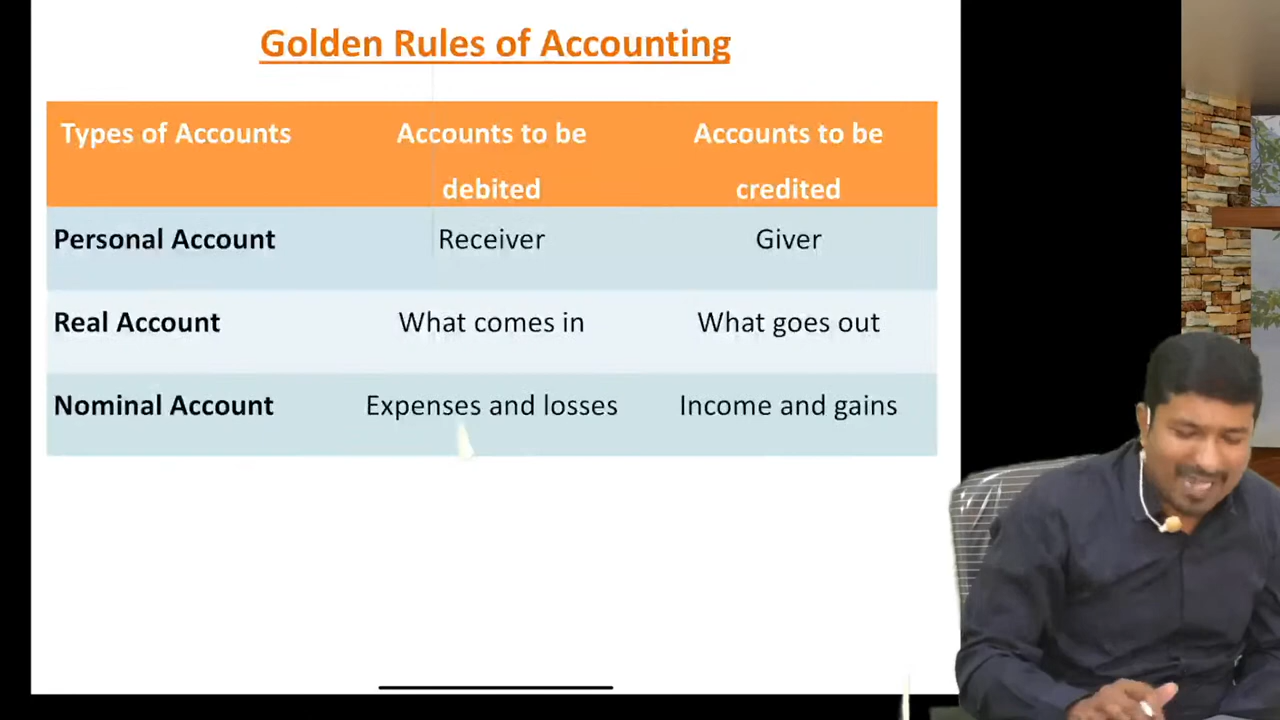 Golden Rules of Accounting
Types of Accounts Accounts to be debited Accounts to be credited
Personal Account Receiver Giver
Real Account What comes in What goes out
Nominal Account Expenses and losses Income and gains